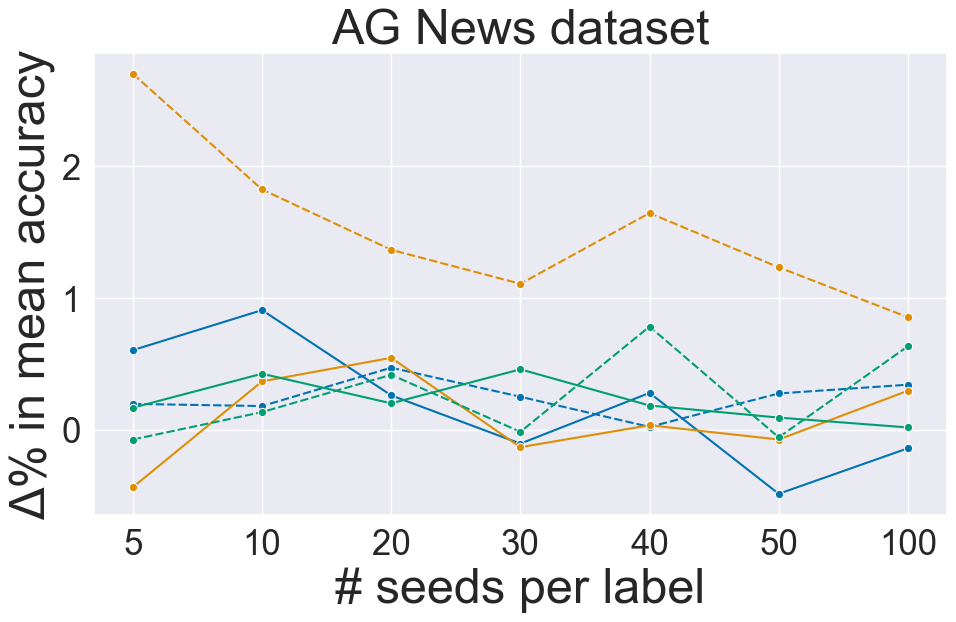 AG News dataset
Δ% in mean accuracy
2
1
0
5 10 20 30 40 50 100
# seeds per label